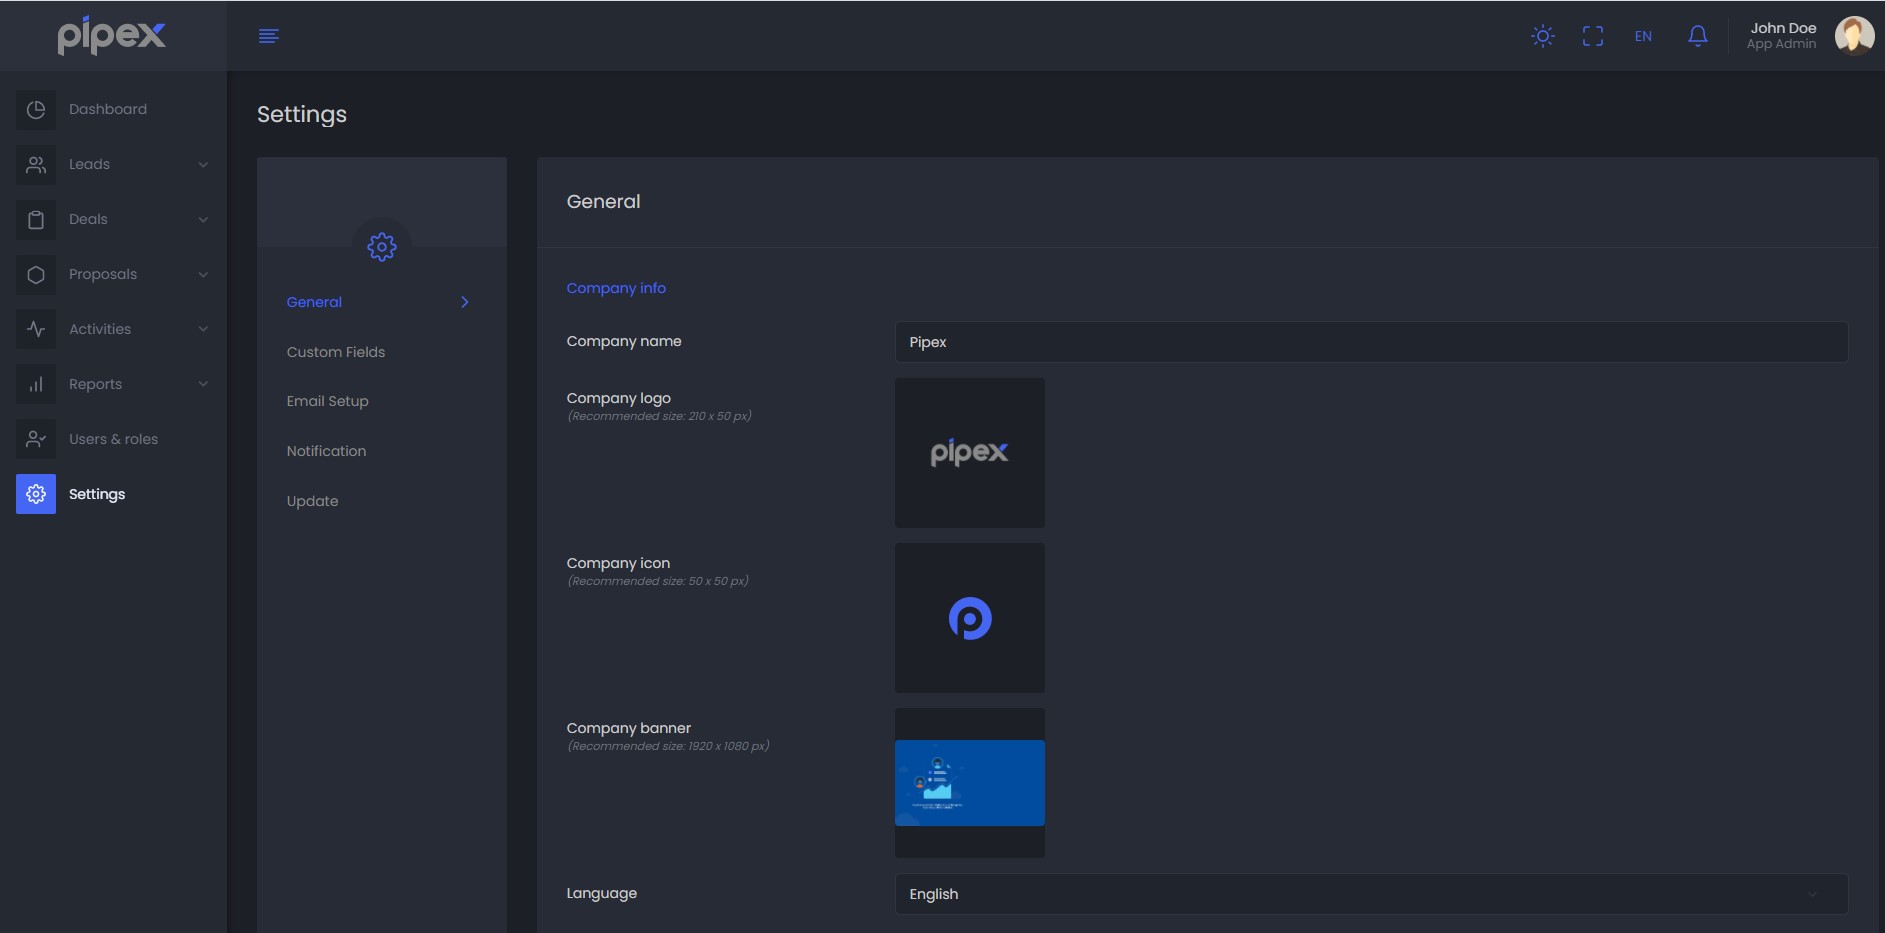 pipex
EN
John Doe
App Admin
Dashboard
Leads
Deals
Proposals
Activities
Reports
Users & roles
Settings
Settings
General
Custom Fields
Email Setup
Notification
Update
General
Company info
Company name
Pipex
Company logo
(Recommended size: 210 x 50 px)
pipex
Company icon
(Recommended size: 50 x 50 px)
Company banner
(Recommended size: 1920 x 1080 px)
Language
English